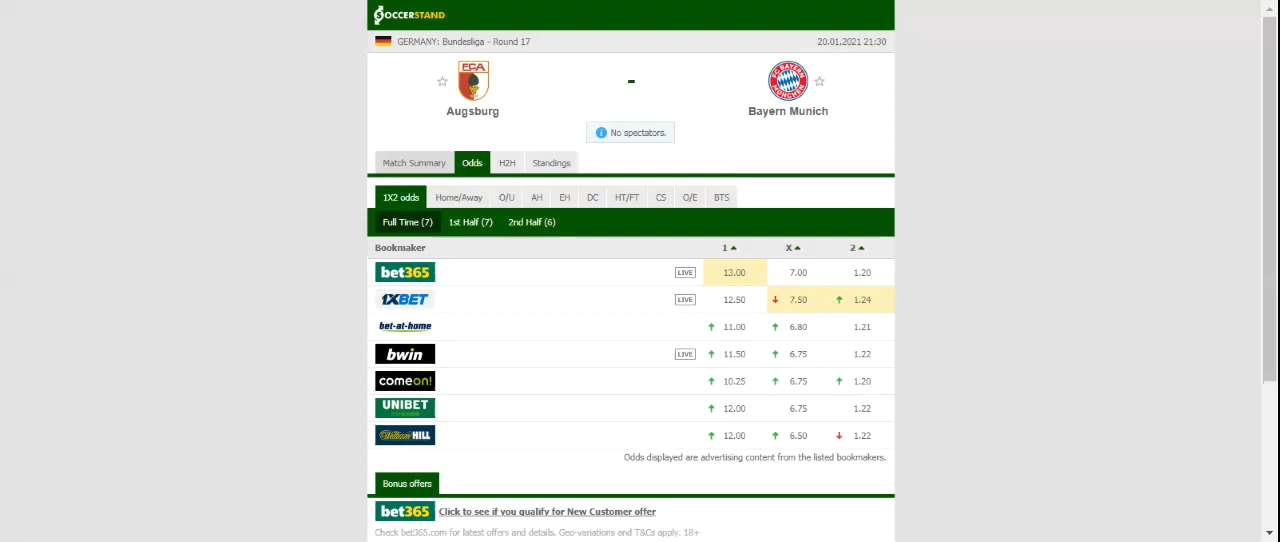 SOCCERSTAND
GERMANY: Bundesliga - Round 17 20.01.2021 21:30
FCA FC BAYERN MÜNCHEN
-
Augsburg Bayern Munich
i No spectators.
Match Summary Odds H2H Standings
1X2 odds Home/Away O/U AH EH DC HT/FT CS O/E BTS
Full Time (7) 1st Half (7) 2nd Half (6)
Bookmaker 1 X 2
bet365 LIVE 13.00 7.00 1.20
1XBET LIVE 12.50 7.50 1.24
bet-at-home 11.00 6.80 1.21
bwin LIVE 11.50 6.75 1.22
comeon! 10.25 6.75 1.20
UNIBET 12.00 6.75 1.22
William HILL 12.00 6.50 1.22
Odds displayed are advertising content from the listed bookmakers.
Bonus offers
bet365 Click to see if you qualify for New Customer offer
Check bet365.com for latest offers and details. Geo-variations and T&Cs apply. 18+